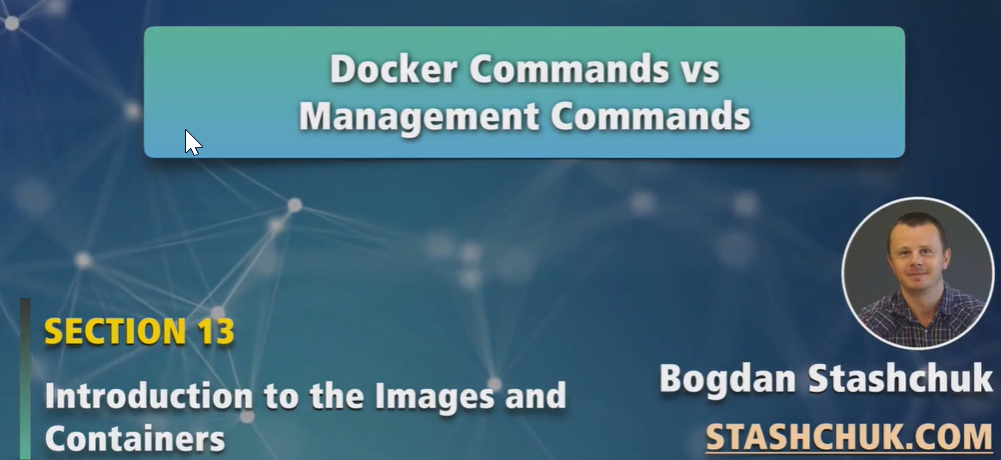 Docker Commands vs
Management Commands
SECTION 13
Introduction to the Images and
Containers
Bogdan Stashchuk
STASHCHUK.COM